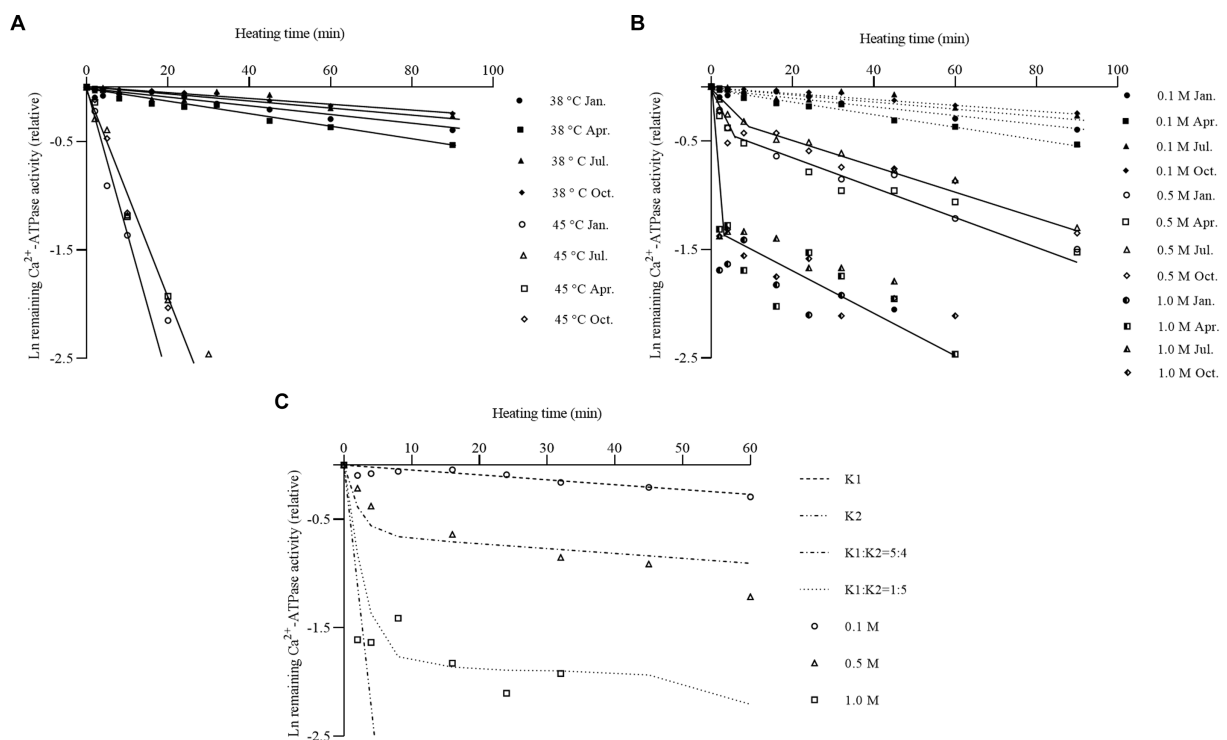 A
Heating time (min)
0 20 40 60 80 100
-0.5
-1.5
-2.5
Ln remaining Ca²⁺-ATPase activity (relative)
38 °C Jan.
38 °C Apr.
38 °C Jul.
38 °C Oct.
45 °C Jan.
45 °C Jul.
45 °C Apr.
45 °C Oct.
B
Heating time (min)
0 20 40 60 80 100
-0.5
-1.5
-2.5
Ln remaining Ca²⁺-ATPase activity (relative)
0.1 M Jan.
0.1 M Apr.
0.1 M Jul.
0.1 M Oct.
0.5 M Jan.
0.5 M Apr.
0.5 M Jul.
0.5 M Oct.
1.0 M Jan.
1.0 M Apr.
1.0 M Jul.
1.0 M Oct.
C
Heating time (min)
0 10 20 30 40 50 60
-0.5
-1.5
-2.5
Ln remaining Ca²⁺-ATPase activity (relative)
K1
K2
K1:K2=5:4
K1:K2=1:5
0.1 M
0.5 M
1.0 M